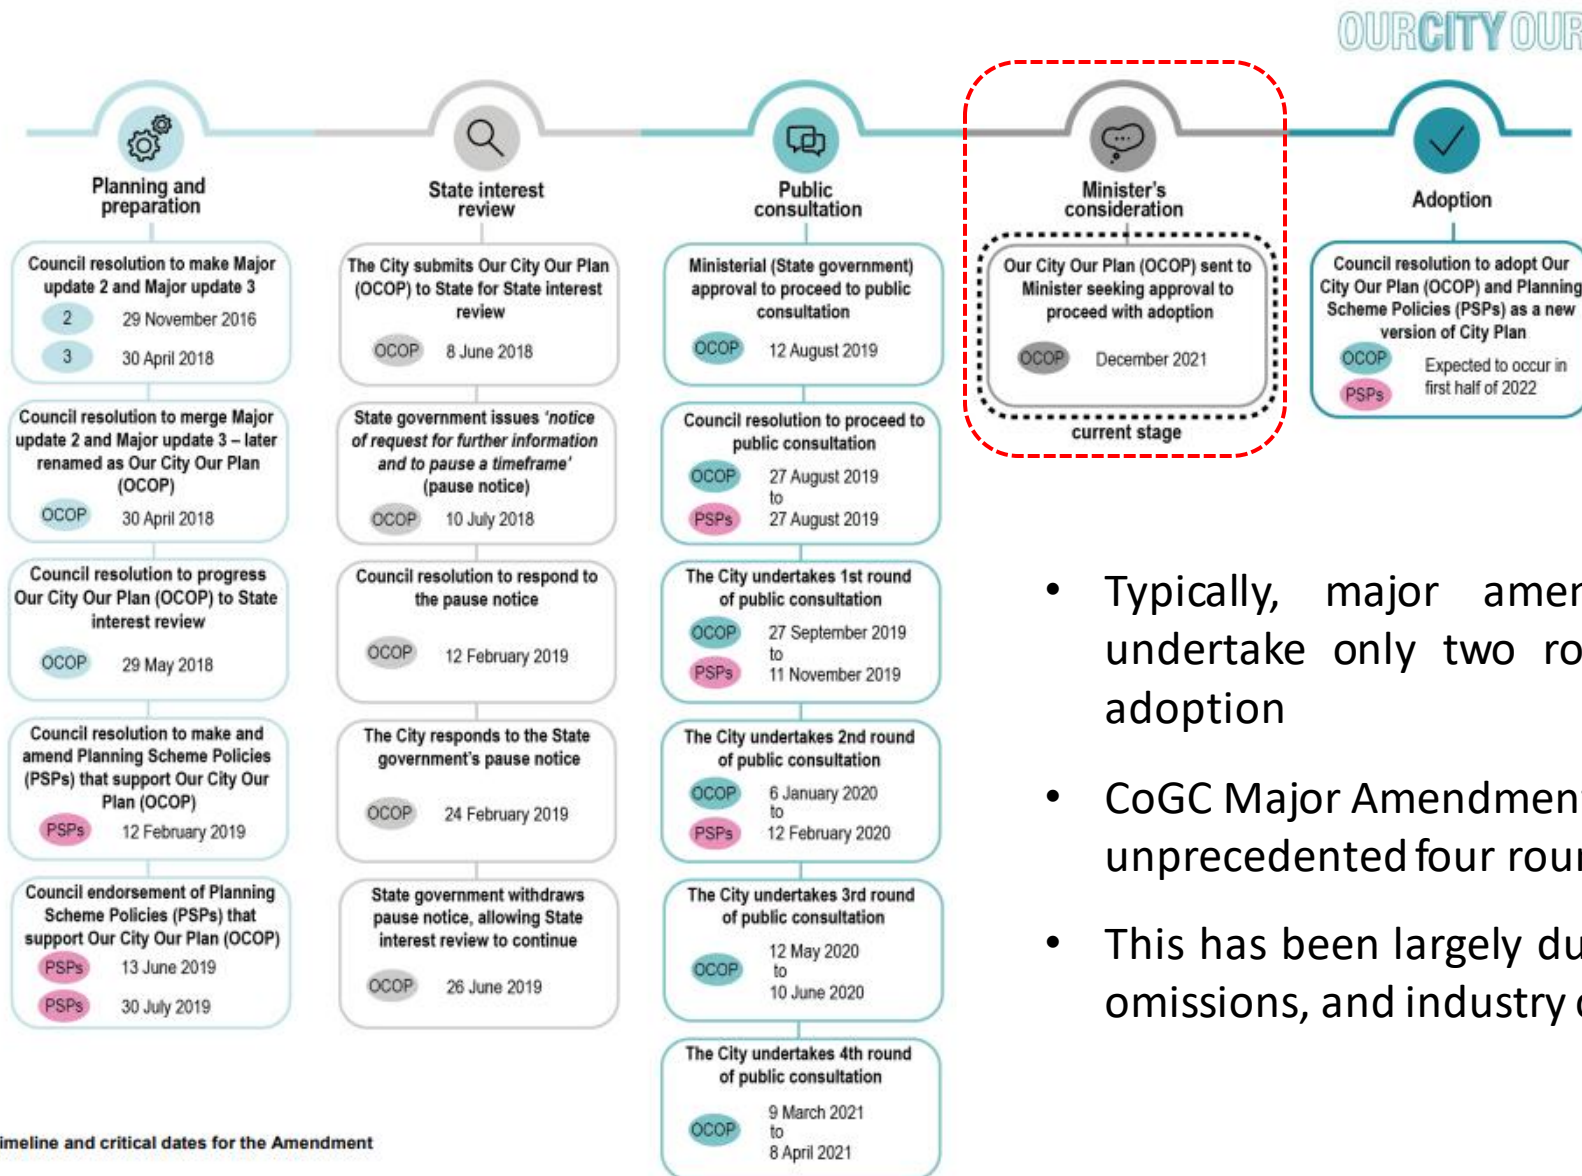 OURCITY OUR
Planning and
preparation
Council resolution to make Major
update 2 and Major update 3
2 29 November 2016
3 30 April 2018
Council resolution to merge Major
update 2 and Major update 3 – later
renamed as Our City Our Plan
(OCOP)
OCOP 30 April 2018
Council resolution to progress
Our City Our Plan (OCOP) to State
interest review
OCOP 29 May 2018
Council resolution to make and
amend Planning Scheme Policies
(PSPs) that support Our City Our
Plan (OCOP)
PSPs 12 February 2019
Council endorsement of Planning
Scheme Policies (PSPs) that
support Our City Our Plan (OCOP)
PSPs 13 June 2019
PSPs 30 July 2019
State interest
review
The City submits Our City Our Plan
(OCOP) to State for State interest
review
OCOP 8 June 2018
State government issues ‘notice
of request for further information
and to pause a timeframe’
(pause notice)
OCOP 10 July 2018
Council resolution to respond to
the pause notice
OCOP 12 February 2019
The City responds to the State
government’s pause notice
OCOP 24 February 2019
State government withdraws
pause notice, allowing State
interest review to continue
OCOP 26 June 2019
Public
consultation
Ministerial (State government)
approval to proceed to public
consultation
OCOP 12 August 2019
Council resolution to proceed to
public consultation
OCOP 27 August 2019
to
PSPs 27 August 2019
The City undertakes 1st round
of public consultation
OCOP 27 September 2019
to
PSPs 11 November 2019
The City undertakes 2nd round
of public consultation
OCOP 6 January 2020
to
PSPs 12 February 2020
The City undertakes 3rd round
of public consultation
12 May 2020
OCOP to
10 June 2020
The City undertakes 4th round
of public consultation
9 March 2021
OCOP to
8 April 2021
Minister’s
consideration
Our City Our Plan (OCOP) sent to
Minister seeking approval to
proceed with adoption
OCOP December 2021
current stage
Adoption
Council resolution to adopt Our
City Our Plan (OCOP) and Planning
Scheme Policies (PSPs) as a new
version of City Plan
OCOP Expected to occur in
PSPs first half of 2022
• Typically, major amen
undertake only two ro
adoption
• CoGC Major Amendment
unprecedented four roun
• This has been largely du
omissions, and industry
imeline and critical dates for the Amendment